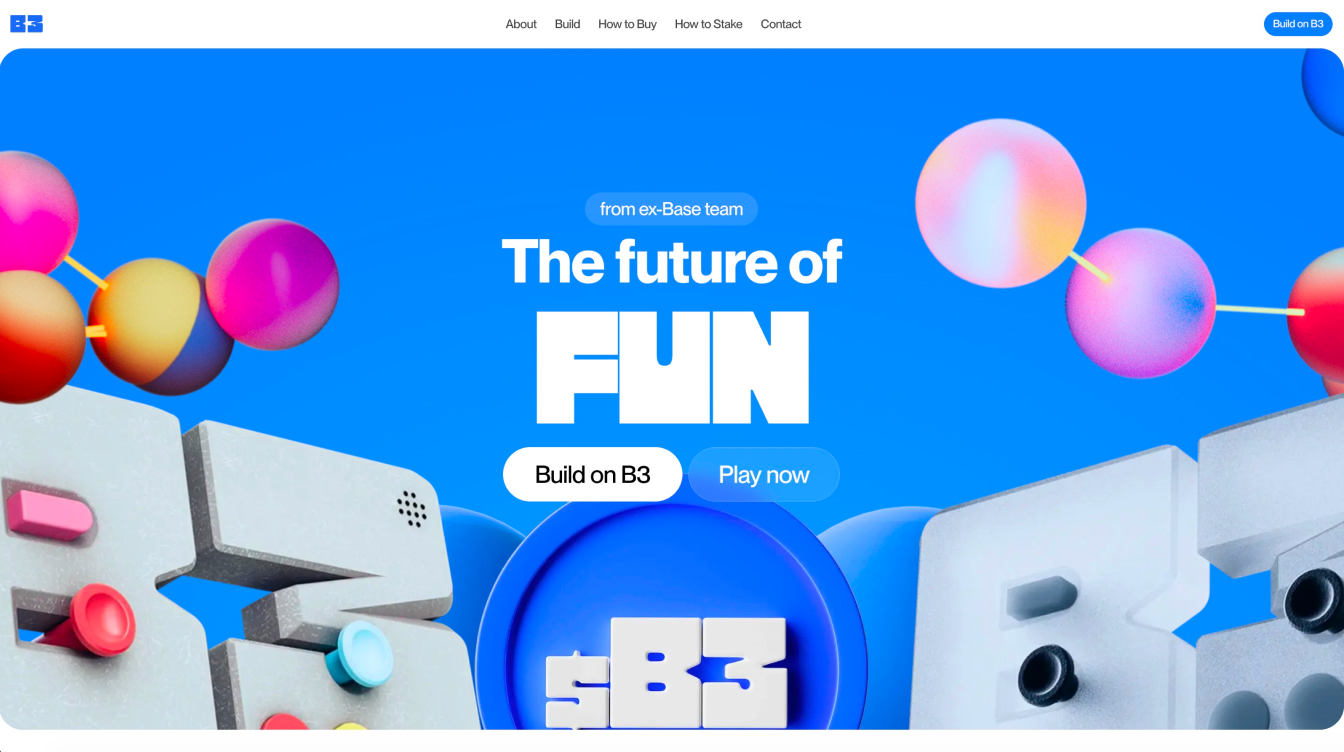 B3
About
Build
How to Buy
How to Stake
Contact
Build on B3
from ex-Base team
The future of
FUN
Build on B3
Play now
$B3